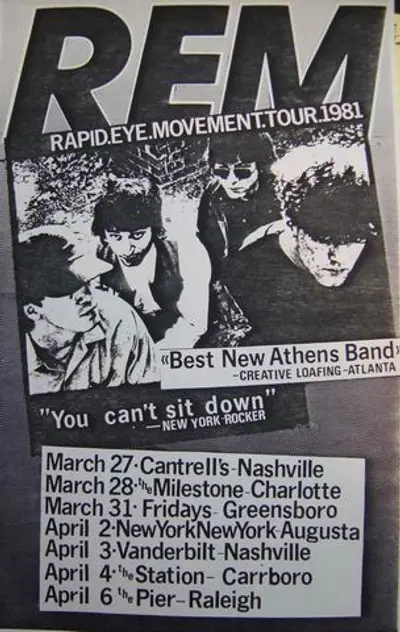 REM
RAPID.EYE.MOVEMENT.TOUR.1981
«Best New Athens Band»
-CREATIVE LOAFING-ATLANTA
"You can't sit down"
—NEW YORK ROCKER
March 27·Cantrell's-Nashville
March 28·the Milestone-Charlotte
March 31·Fridays-Greensboro
April 2·NewYorkNewYork-Augusta
April 3·Vanderbilt-Nashville
April 4·the Station-Carrboro
April 6 the Pier-Raleigh